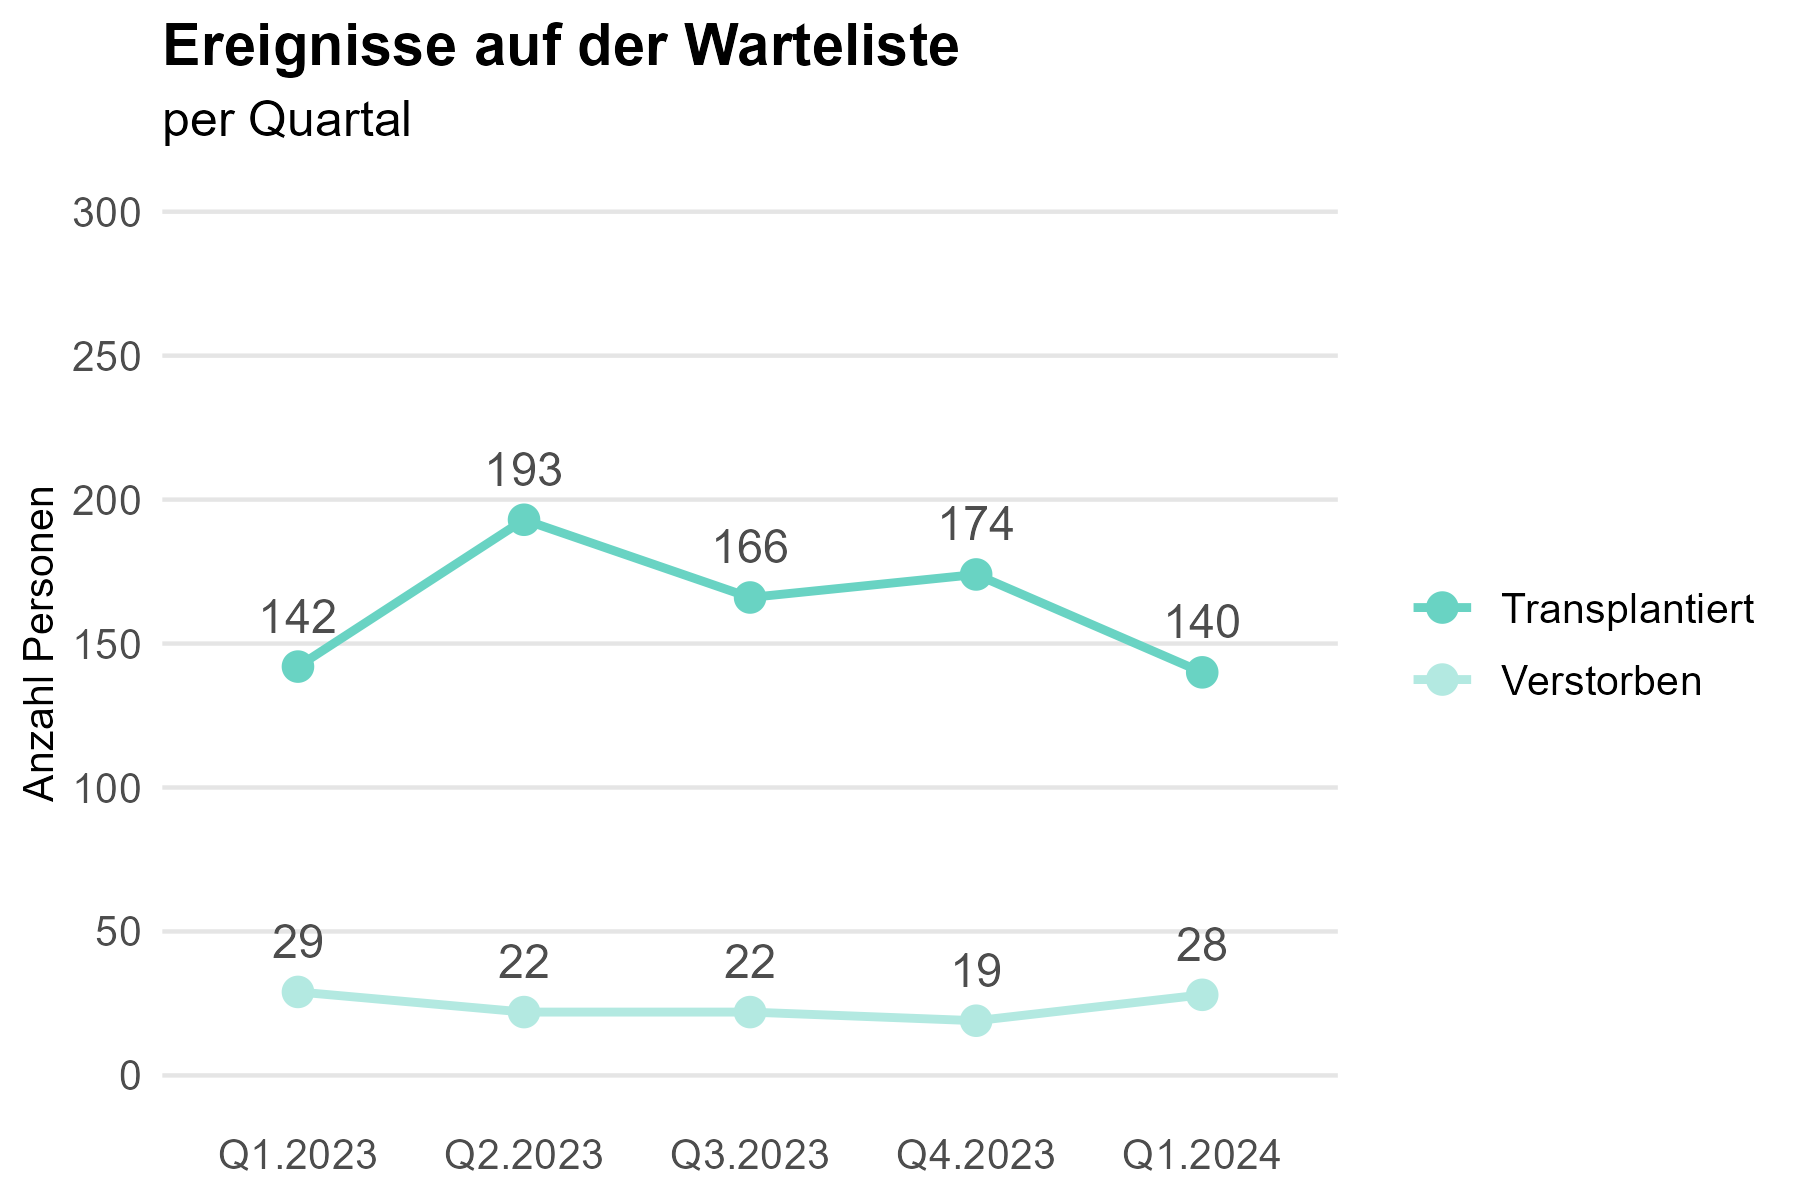 Ereignisse auf der Warteliste
per Quartal
Anzahl Personen
300
250
200
150
100
50
0
142
193
166
174
140
29
22
22
19
28
Q1.2023
Q2.2023
Q3.2023
Q4.2023
Q1.2024
Transplantiert
Verstorben